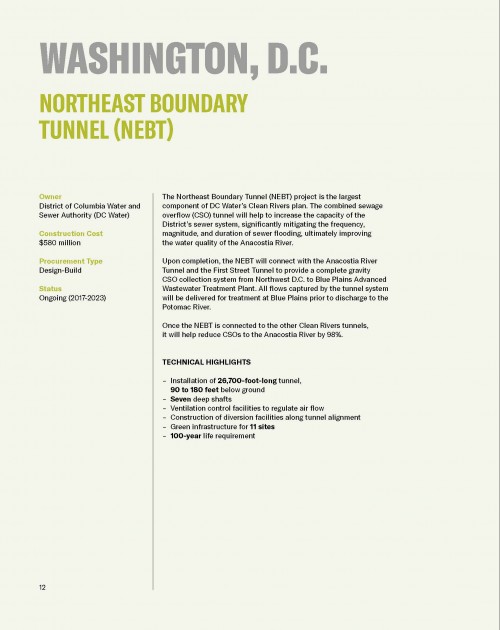 WASHINGTON, D.C.
NORTHEAST BOUNDARY
TUNNEL (NEBT)
Owner
District of Columbia Water and
Sewer Authority (DC Water)
Construction Cost
$580 million
Procurement Type
Design-Build
Status
Ongoing (2017-2023)
The Northeast Boundary Tunnel (NEBT) project is the largest
component of DC Water's Clean Rivers plan. The combined sewage
overflow (CSO) tunnel will help to increase the capacity of the
District's sewer system, significantly mitigating the frequency,
magnitude, and duration of sewer flooding, ultimately improving
the water quality of the Anacostia River.
Upon completion, the NEBT will connect with the Anacostia River
Tunnel and the First Street Tunnel to provide a complete gravity
CSO collection system from Northwest D.C. to Blue Plains Advanced
Wastewater Treatment Plant. All flows captured by the tunnel system
will be delivered for treatment at Blue Plains prior to discharge to the
Potomac River.
Once the NEBT is connected to the other Clean Rivers tunnels,
it will help reduce CSOs to the Anacostia River by 98%.
TECHNICAL HIGHLIGHTS
– Installation of 26,700-foot-long tunnel,
90 to 180 feet below ground
– Seven deep shafts
– Ventilation control facilities to regulate air flow
– Construction of diversion facilities along tunnel alignment
– Green infrastructure for 11 sites
– 100-year life requirement
12